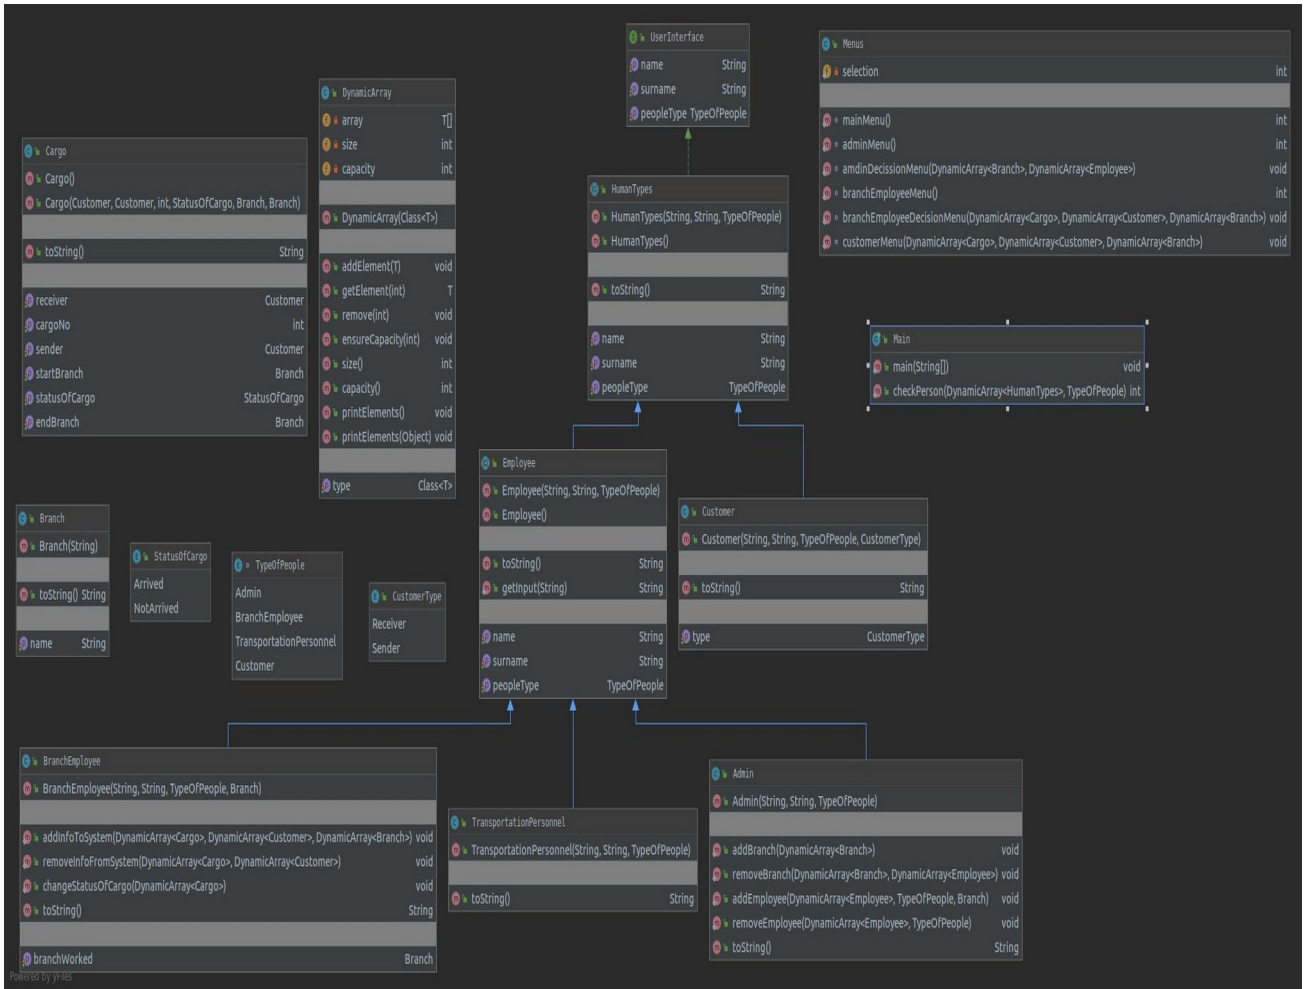 UserInterface
name String
surname String
peopleType TypeOfPeople
Menus
selection int
mainMenu() int
adminMenu() int
amdinDecissionMenu(DynamicArray<Branch>, DynamicArray<Employee>) void
branchEmployeeMenu() int
branchEmployeeDecisionMenu(DynamicArray<Cargo>, DynamicArray<Customer>, DynamicArray<Branch>) void
customerMenu(DynamicArray<Cargo>, DynamicArray<Customer>, DynamicArray<Branch>) void
DynamicArray
array T[]
size int
capacity int
DynamicArray(Class<T>)
addElement(T) void
getElement(int) T
remove(int) void
ensureCapacity(int) void
size() int
capacity() int
printElements() void
printElements(Object) void
type Class<T>
Cargo
Cargo()
Cargo(Customer, Customer, int, StatusOfCargo, Branch, Branch)
toString() String
receiver Customer
cargoNo int
sender Customer
startBranch Branch
statusOfCargo StatusOfCargo
endBranch Branch
HumanTypes
HumanTypes(String, String, TypeOfPeople)
HumanTypes()
toString() String
name String
surname String
peopleType TypeOfPeople
Main
main(String[]) void
checkPerson(DynamicArray<HumanTypes>, TypeOfPeople) int
Employee
Employee(String, String, TypeOfPeople)
Employee()
toString() String
getInput(String) String
name String
surname String
peopleType TypeOfPeople
Customer
Customer(String, String, TypeOfPeople, CustomerType)
toString() String
type CustomerType
Branch
Branch(String)
toString() String
name String
StatusOfCargo
Arrived
NotArrived
TypeOfPeople
Admin
BranchEmployee
TransportationPersonnel
Customer
CustomerType
Receiver
Sender
BranchEmployee
BranchEmployee(String, String, TypeOfPeople, Branch)
addInfoToSystem(DynamicArray<Cargo>, DynamicArray<Customer>, DynamicArray<Branch>) void
removeInfoFromSystem(DynamicArray<Cargo>, DynamicArray<Customer>) void
changeStatusOfCargo(DynamicArray<Cargo>) void
toString() String
branchWorked Branch
TransportationPersonnel
TransportationPersonnel(String, String, TypeOfPeople)
toString() String
Admin
Admin(String, String, TypeOfPeople)
addBranch(DynamicArray<Branch>) void
removeBranch(DynamicArray<Branch>, DynamicArray<Employee>) void
addEmployee(DynamicArray<Employee>, TypeOfPeople, Branch) void
removeEmployee(DynamicArray<Employee>, TypeOfPeople) void
toString() String
Powered by yFiles